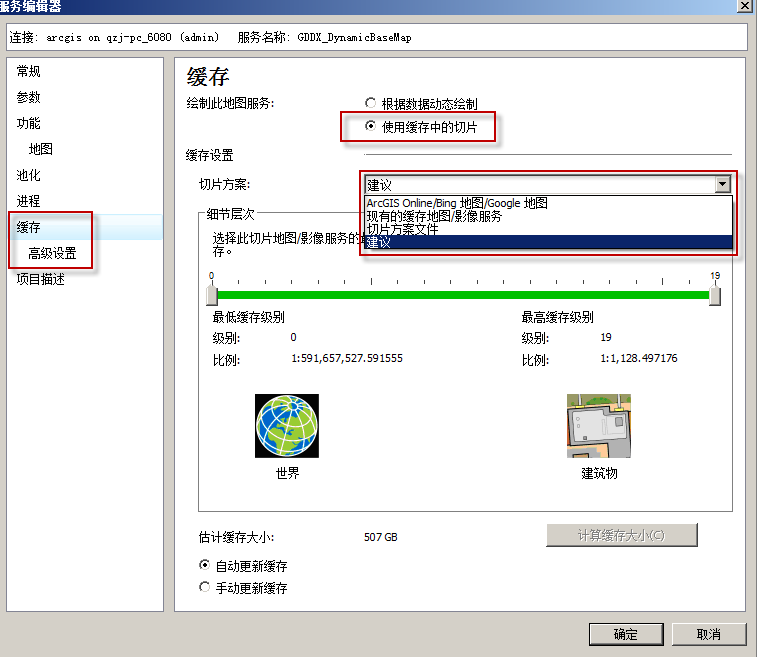 服务编辑器
连接: arcgis on qzj-pc_6080 (admin) 服务名称: GDDX_DynamicBaseMap
常规
参数
功能
地图
池化
进程
缓存
高级设置
项目描述
缓存
绘制此地图服务:
根据数据动态绘制
使用缓存中的切片
缓存设置
切片方案:
建议
ArcGIS Online/Bing 地图/Google 地图
现有的缓存地图/影像服务
切片方案文件
建议
细节层次
选择此切片地图/影像服务的
存。
0 19
最低缓存级别 最高缓存级别
级别: 0 级别: 19
比例: 1:591,657,527.591555 比例: 1:1,128.497176
世界 建筑物
估计缓存大小: 507 GB 计算缓存大小(C)
自动更新缓存
手动更新缓存
确定 取消